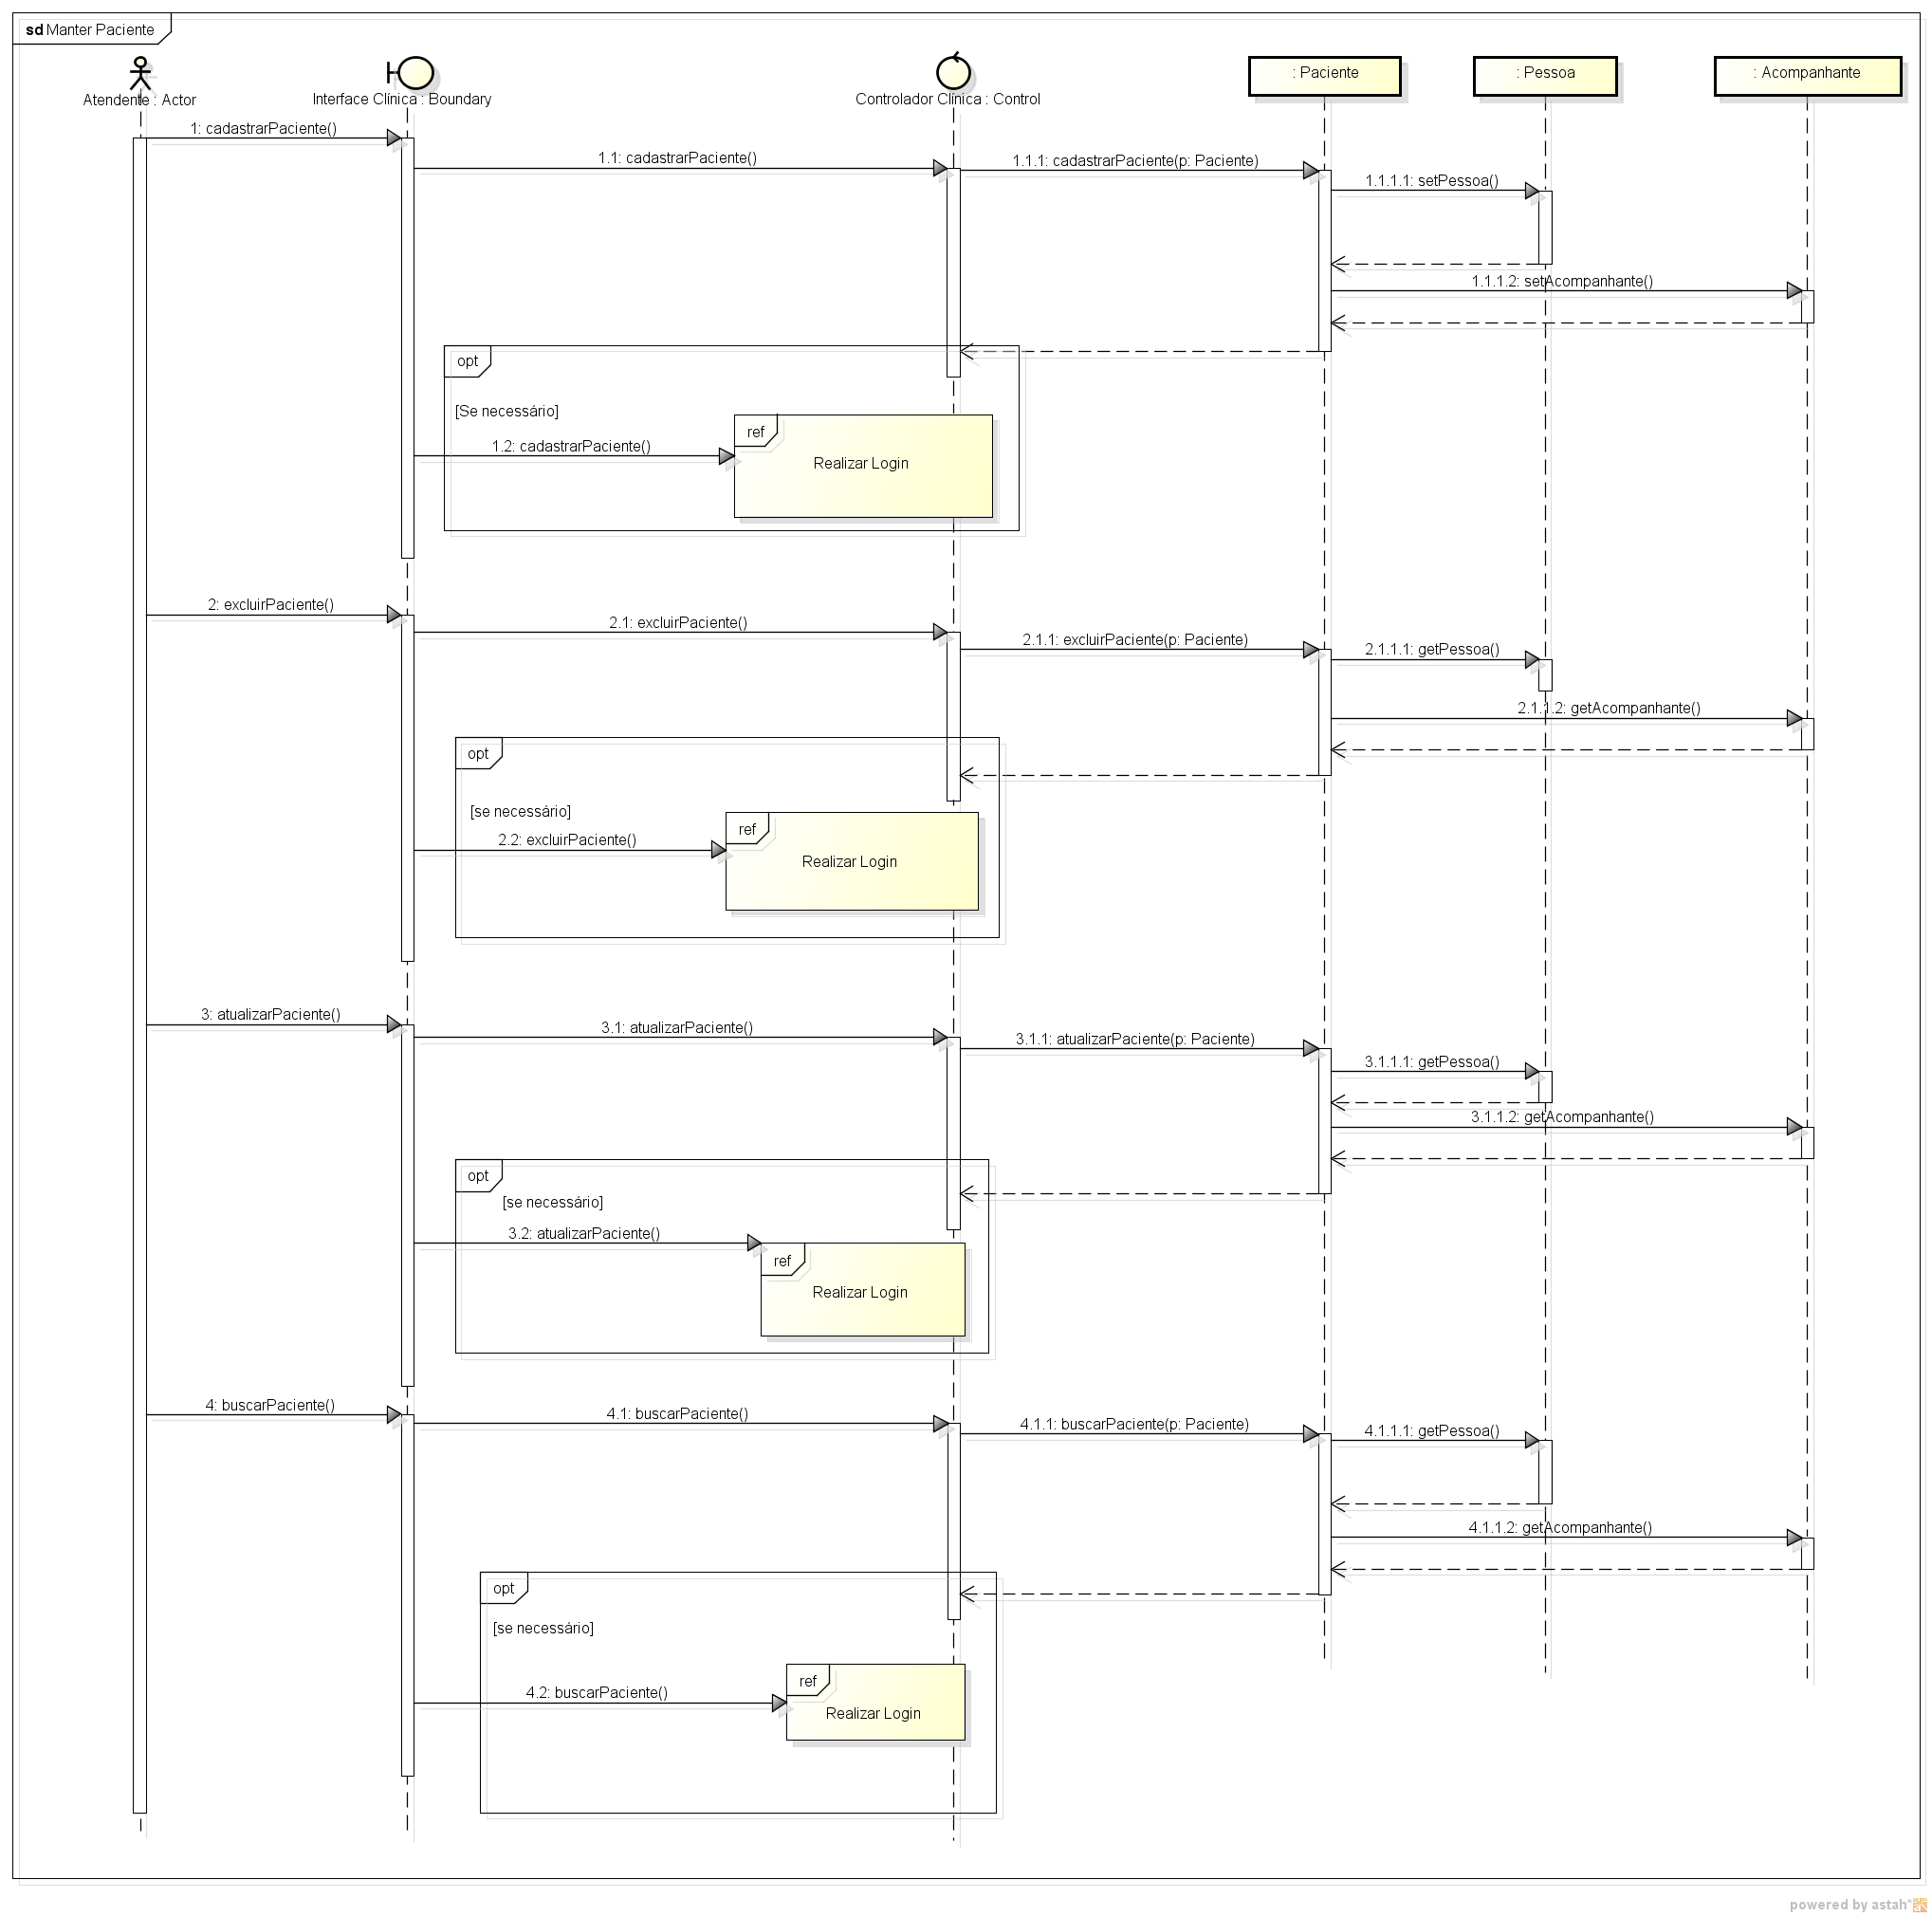 sd Manter Paciente
Atendente : Actor
Interface Clínica : Boundary
Controlador Clínica : Control
: Paciente
: Pessoa
: Acompanhante
1: cadastrarPaciente()
1.1: cadastrarPaciente()
1.1.1: cadastrarPaciente(p: Paciente)
1.1.1.1: setPessoa()
1.1.1.2: setAcompanhante()
opt
[Se necessário]
1.2: cadastrarPaciente()
ref
Realizar Login
2: excluirPaciente()
2.1: excluirPaciente()
2.1.1: excluirPaciente(p: Paciente)
2.1.1.1: getPessoa()
2.1.1.2: getAcompanhante()
opt
[se necessário]
2.2: excluirPaciente()
ref
Realizar Login
3: atualizarPaciente()
3.1: atualizarPaciente()
3.1.1: atualizarPaciente(p: Paciente)
3.1.1.1: getPessoa()
3.1.1.2: getAcompanhante()
opt
[se necessário]
3.2: atualizarPaciente()
ref
Realizar Login
4: buscarPaciente()
4.1: buscarPaciente()
4.1.1: buscarPaciente(p: Paciente)
4.1.1.1: getPessoa()
4.1.1.2: getAcompanhante()
opt
[se necessário]
4.2: buscarPaciente()
ref
Realizar Login
powered by astah*